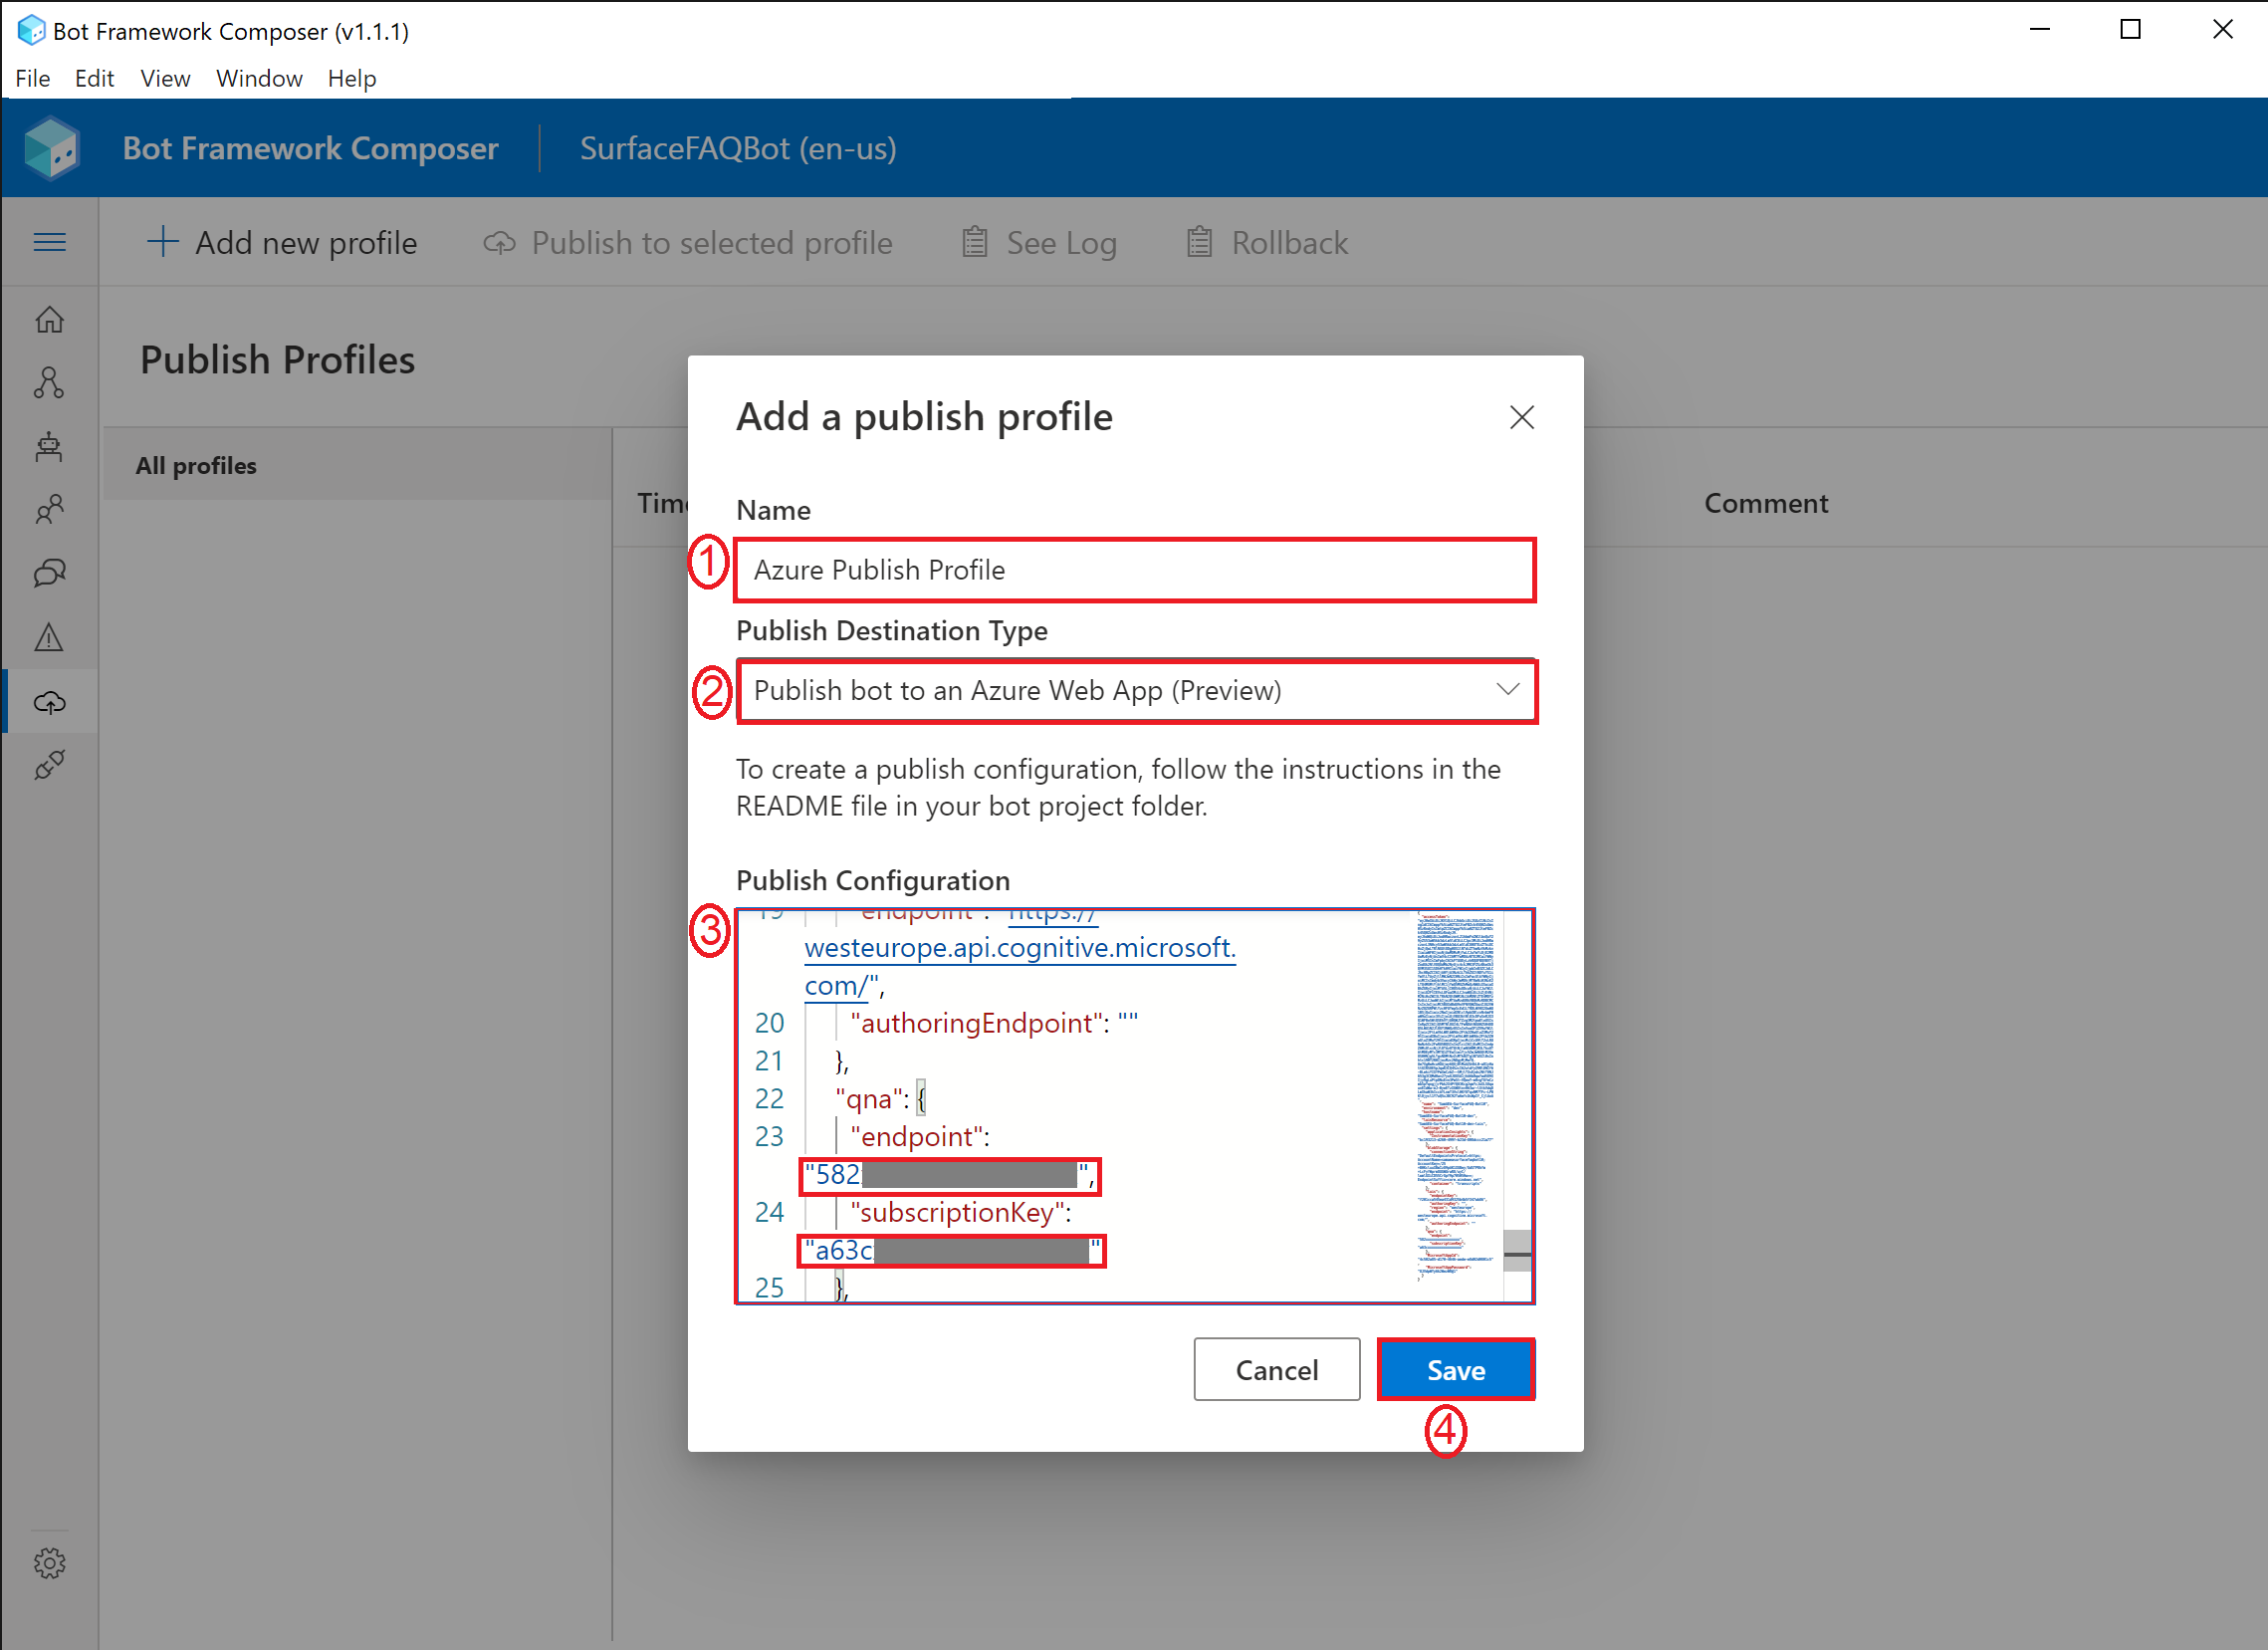 Bot Framework Composer (v1.1.1)
File Edit View Window Help
Bot Framework Composer SurfaceFAQBot (en-us)
Add new profile Publish to selected profile See Log Rollback
Publish Profiles
All profiles
Comment
Add a publish profile
Name
1 Azure Publish Profile
Publish Destination Type
2 Publish bot to an Azure Web App (Preview)
To create a publish configuration, follow the instructions in the
README file in your bot project folder.
Publish Configuration
3
19 "endpoint": "https://
westeurope.api.cognitive.microsoft.
com/",
20 "authoringEndpoint": ""
21 },
22 "qna": {
23 "endpoint":
"582 ",
24 "subscriptionKey":
"a63c "
25 },
Cancel Save
4